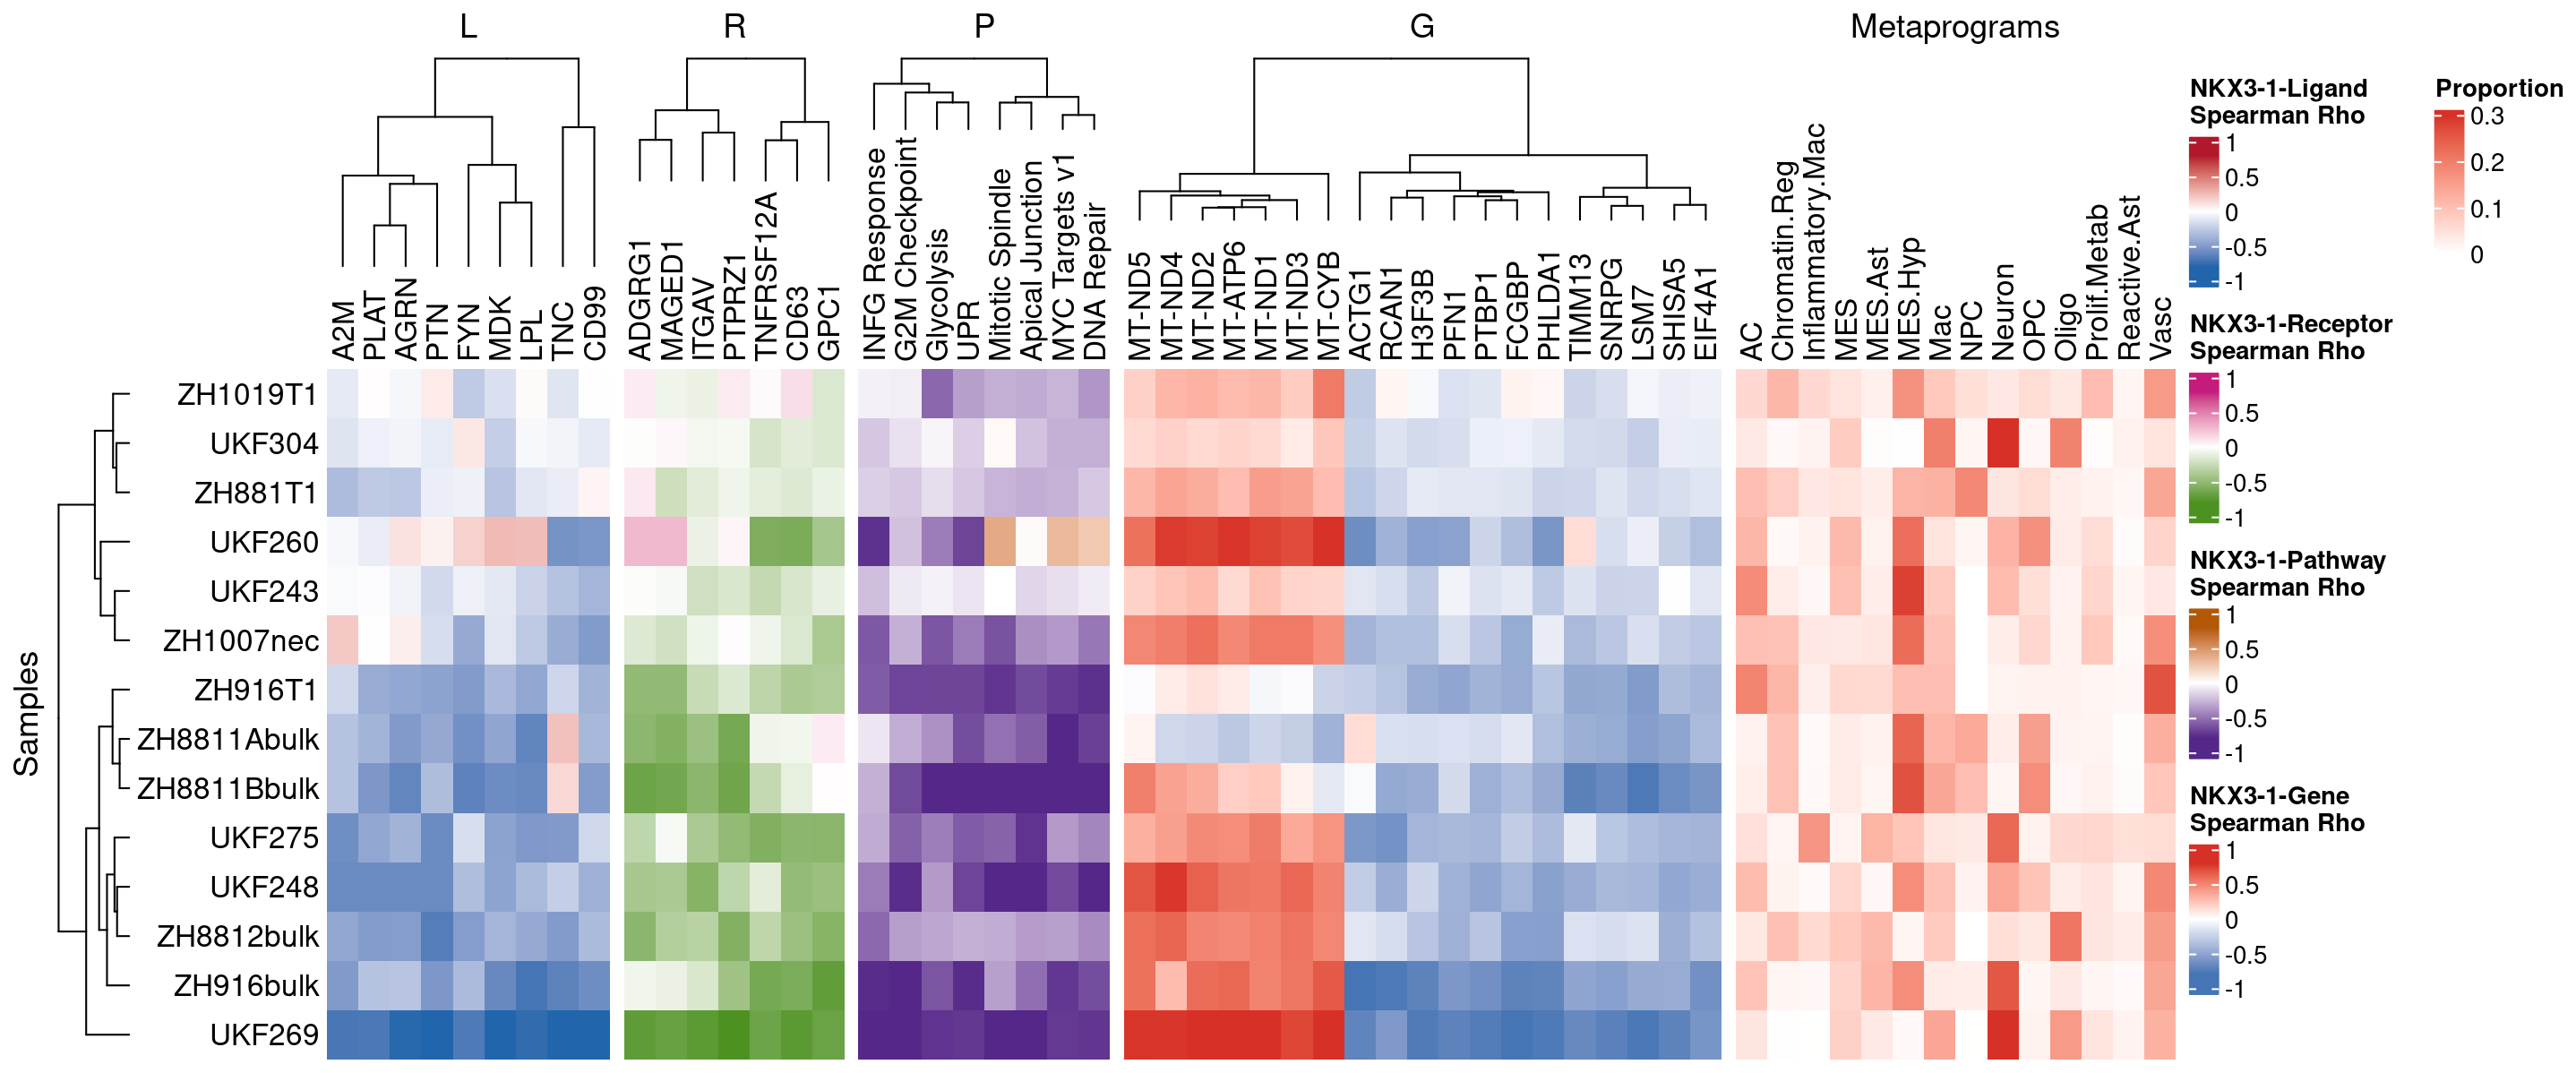 L
R
P
G
Metaprograms
A2M
PLAT
AGRN
PTN
FYN
MDK
LPL
TNC
CD99
ADGRG1
MAGED1
ITGAV
PTPRZ1
TNFRSF12A
CD63
GPC1
INFG Response
G2M Checkpoint
Glycolysis
UPR
Mitotic Spindle
Apical Junction
MYC Targets v1
DNA Repair
MT-ND5
MT-ND4
MT-ND2
MT-ATP6
MT-ND1
MT-ND3
MT-CYB
ACTG1
RCAN1
H3F3B
PFN1
PTBP1
FCGBP
PHLDA1
TIMM13
SNRPG
LSM7
SHISA5
EIF4A1
AC
Chromatin.Reg
Inflammatory.Mac
MES
MES.Ast
MES.Hyp
Mac
NPC
Neuron
OPC
Oligo
Prolif.Metab
Reactive.Ast
Vasc
Samples
ZH1019T1
UKF304
ZH881T1
UKF260
UKF243
ZH1007nec
ZH916T1
ZH8811Abulk
ZH8811Bbulk
UKF275
UKF248
ZH8812bulk
ZH916bulk
UKF269
NKX3-1-Ligand
Spearman Rho
1
0.5
0
-0.5
-1
NKX3-1-Receptor
Spearman Rho
1
0.5
0
-0.5
-1
NKX3-1-Pathway
Spearman Rho
1
0.5
0
-0.5
-1
NKX3-1-Gene
Spearman Rho
1
0.5
0
-0.5
-1
Proportion
0.3
0.2
0.1
0